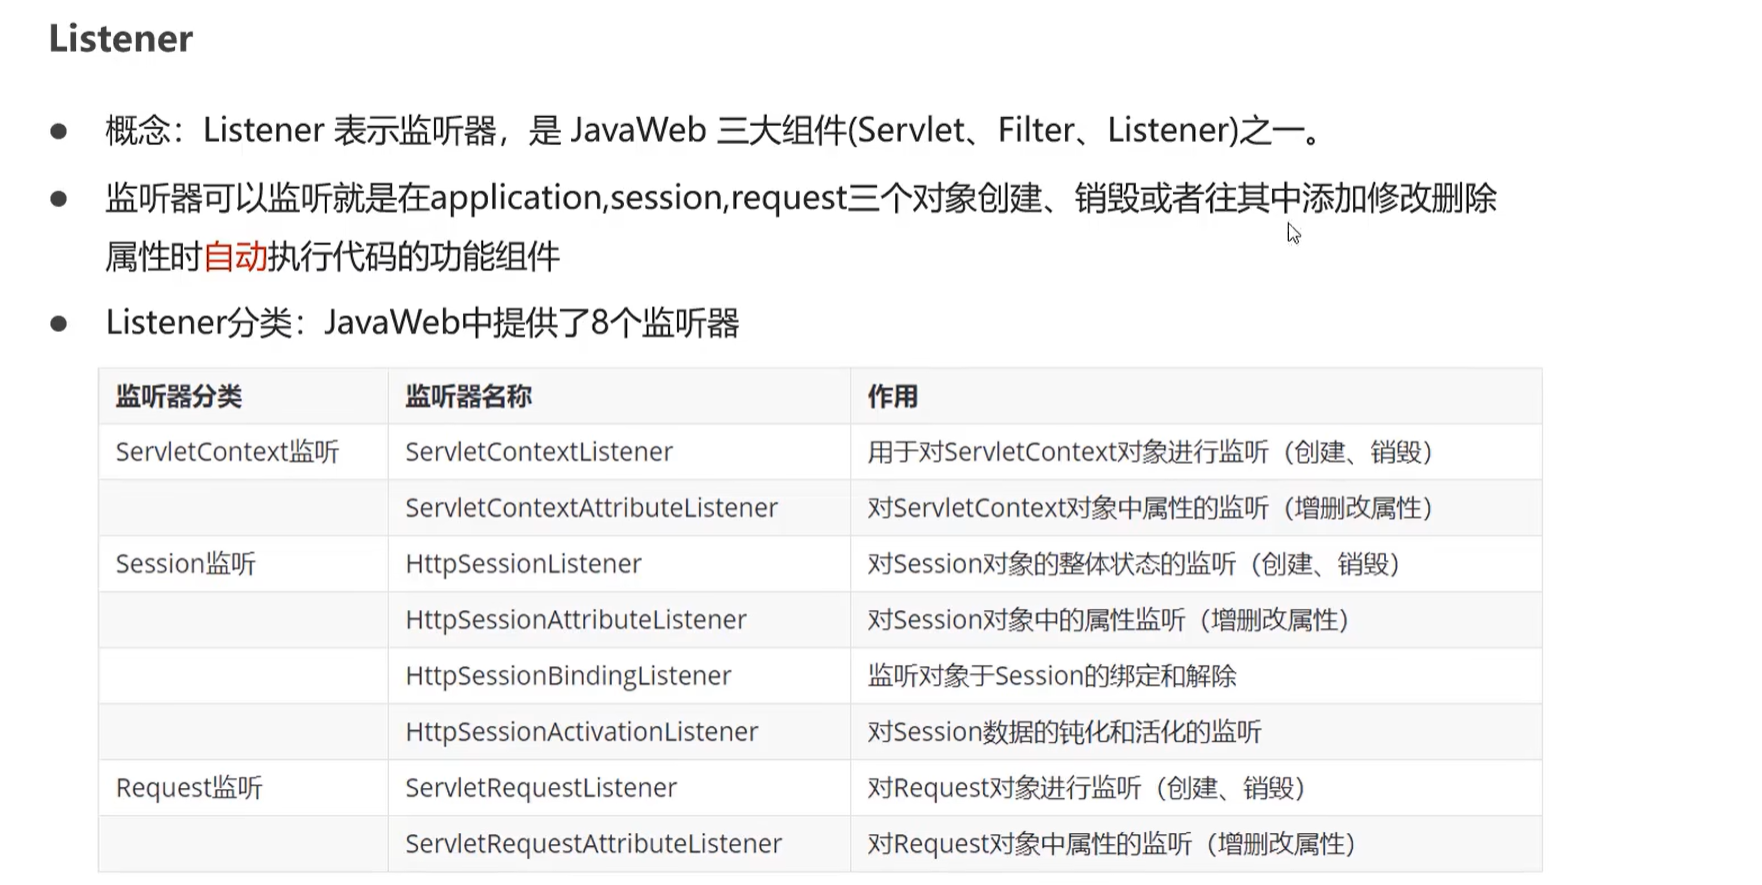 Listener
● 概念：Listener 表示监听器，是 JavaWeb 三大组件(Servlet、Filter、Listener)之一。
● 监听器可以监听就是在application,session,request三个对象创建、销毁或者往其中添加修改删除
属性时自动执行代码的功能组件
● Listener分类：JavaWeb中提供了8个监听器
监听器分类 监听器名称 作用
ServletContext监听 ServletContextListener 用于对ServletContext对象进行监听（创建、销毁）
ServletContextAttributeListener 对ServletContext对象中属性的监听（增删改属性）
Session监听 HttpSessionListener 对Session对象的整体状态的监听（创建、销毁）
HttpSessionAttributeListener 对Session对象中的属性监听（增删改属性）
HttpSessionBindingListener 监听对象于Session的绑定和解除
HttpSessionActivationListener 对Session数据的钝化和活化的监听
Request监听 ServletRequestListener 对Request对象进行监听（创建、销毁）
ServletRequestAttributeListener 对Request对象中属性的监听（增删改属性）